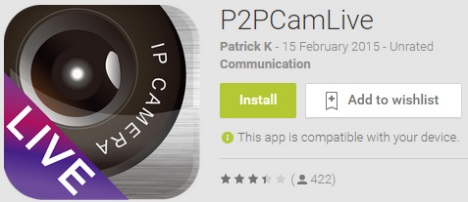 P2PCamLive
Patrick K - 15 February 2015 - Unrated
Communication
Install
Add to wishlist
This app is compatible with your device.
(422)
IP CAMERA
LIVE